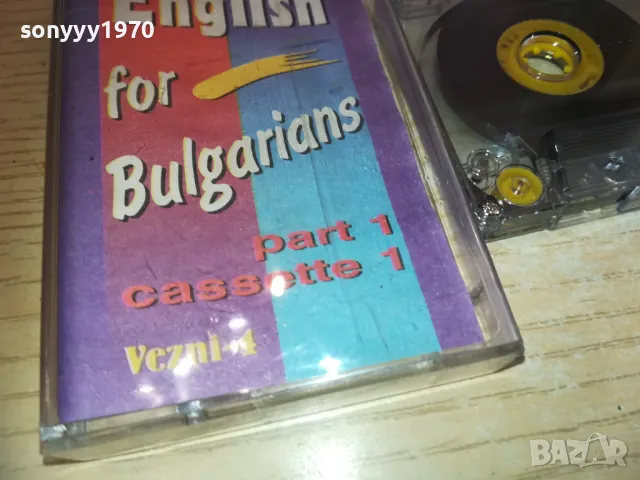 sonyyy1970
English
for
Bulgarians
part 1
cassette 1
Vezni-4
BAZAR